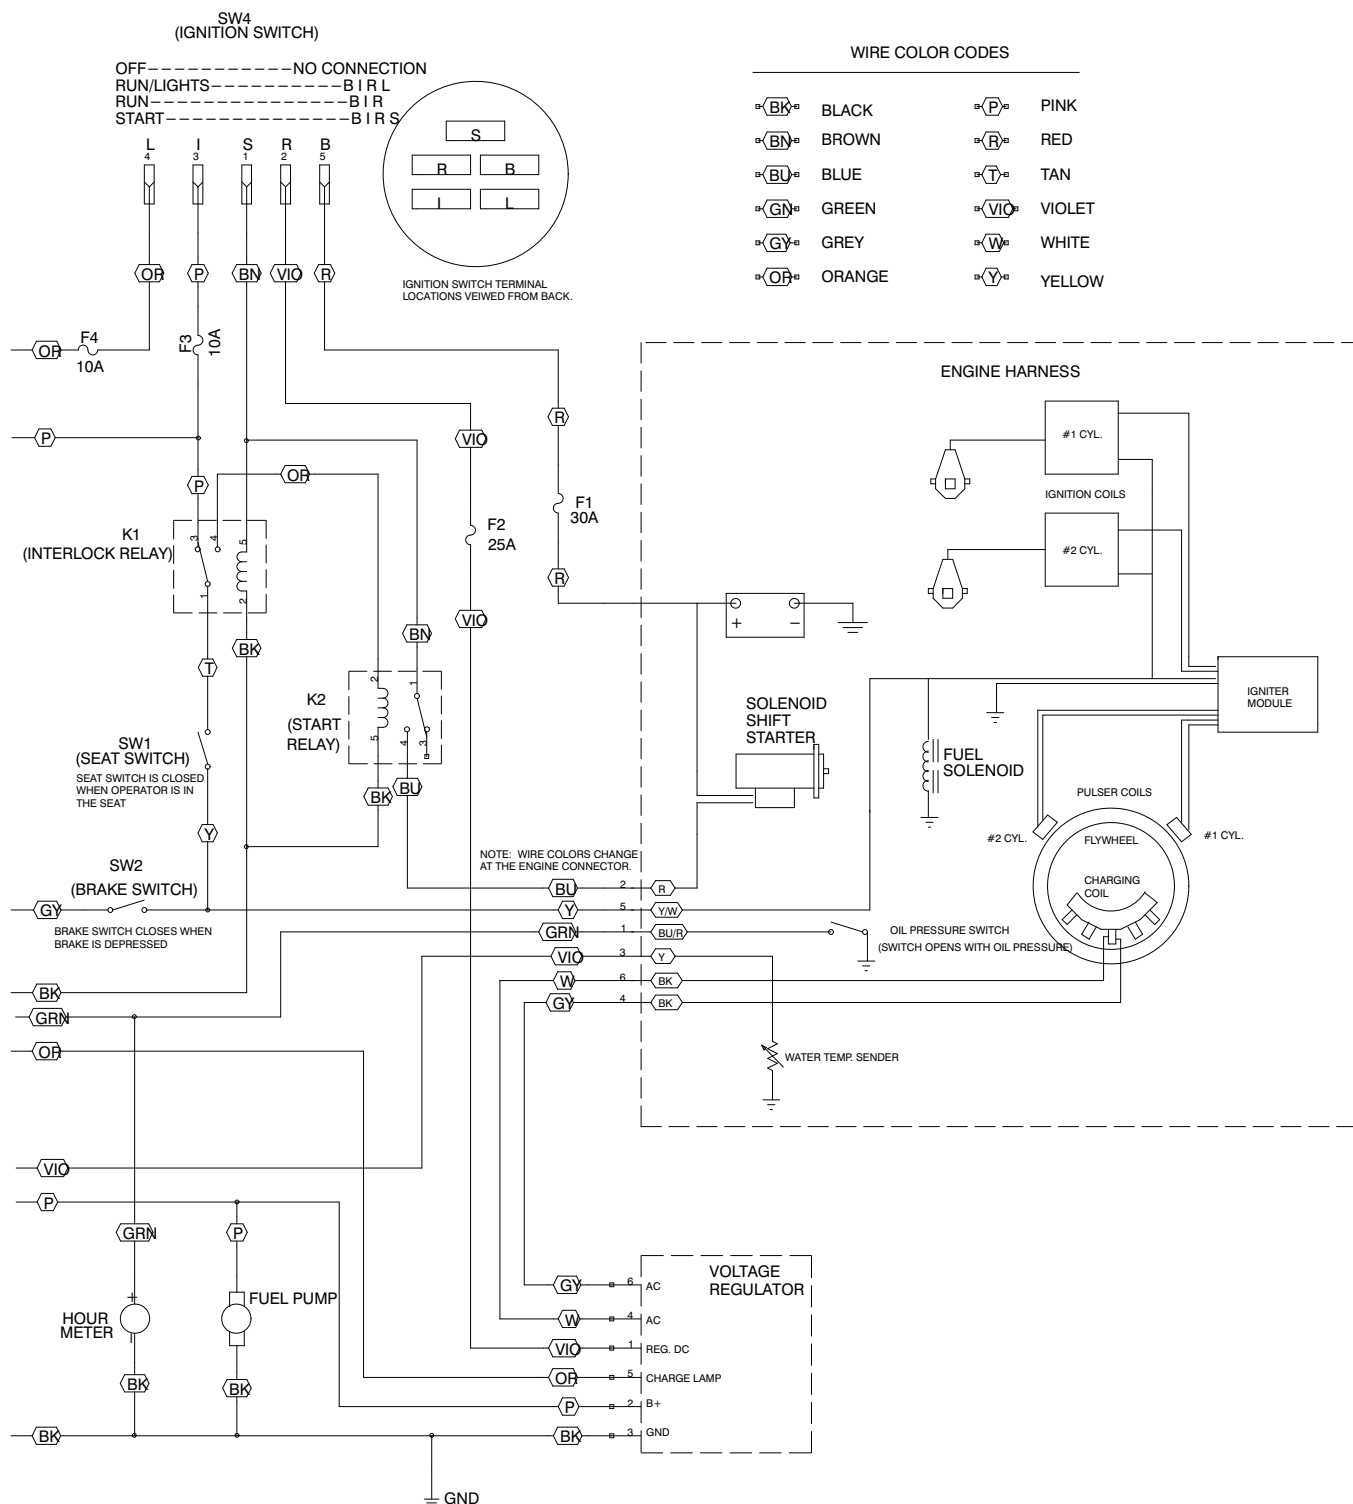 SW4
(IGNITION SWITCH)
OFF NO CONNECTION
RUN/LIGHTS B I R L
RUN B I R
START B I R S
L I S R B
4 3 1 2 5
S
R B
I L
IGNITION SWITCH TERMINAL
LOCATIONS VEIWED FROM BACK.
OR P BN VIO R
WIRE COLOR CODES
BK BLACK
BN BROWN
BU BLUE
GN GREEN
GY GREY
OR ORANGE
P PINK
R RED
T TAN
VIO VIOLET
W WHITE
Y YELLOW
OR
F4
10A
F3
10A
P
P
OR
VIO
R
F1
30A
R
F2
25A
VIO
K1
(INTERLOCK RELAY)
3 4 5
1 2
BK
T
BN
K2
(START
RELAY)
2 1
5 4 3
BK
BU
SW1
(SEAT SWITCH)
SEAT SWITCH IS CLOSED
WHEN OPERATOR IS IN
THE SEAT
Y
SW2
(BRAKE SWITCH)
GY
BRAKE SWITCH CLOSES WHEN
BRAKE IS DEPRESSED
NOTE: WIRE COLORS CHANGE
AT THE ENGINE CONNECTOR.
BU 2 R
Y 5 Y/W
GRN 1 BU/R
VIO 3 Y
W 6 BK
GY 4 BK
ENGINE HARNESS
#1 CYL.
IGNITION COILS
#2 CYL.
+ −
SOLENOID
SHIFT
STARTER
FUEL
SOLENOID
IGNITER
MODULE
PULSER COILS
#2 CYL.
#1 CYL.
FLYWHEEL
CHARGING
COIL
OIL PRESSURE SWITCH
(SWITCH OPENS WITH OIL PRESSURE)
WATER TEMP. SENDER
BK
GRN
OR
VIO
P
GRN
P
+
HOUR
METER
−
FUEL PUMP
BK
BK
BK
GND
VOLTAGE
REGULATOR
GY 6 AC
W 4 AC
VIO 1 REG. DC
OR 5 CHARGE LAMP
P 2 B+
BK 3 GND